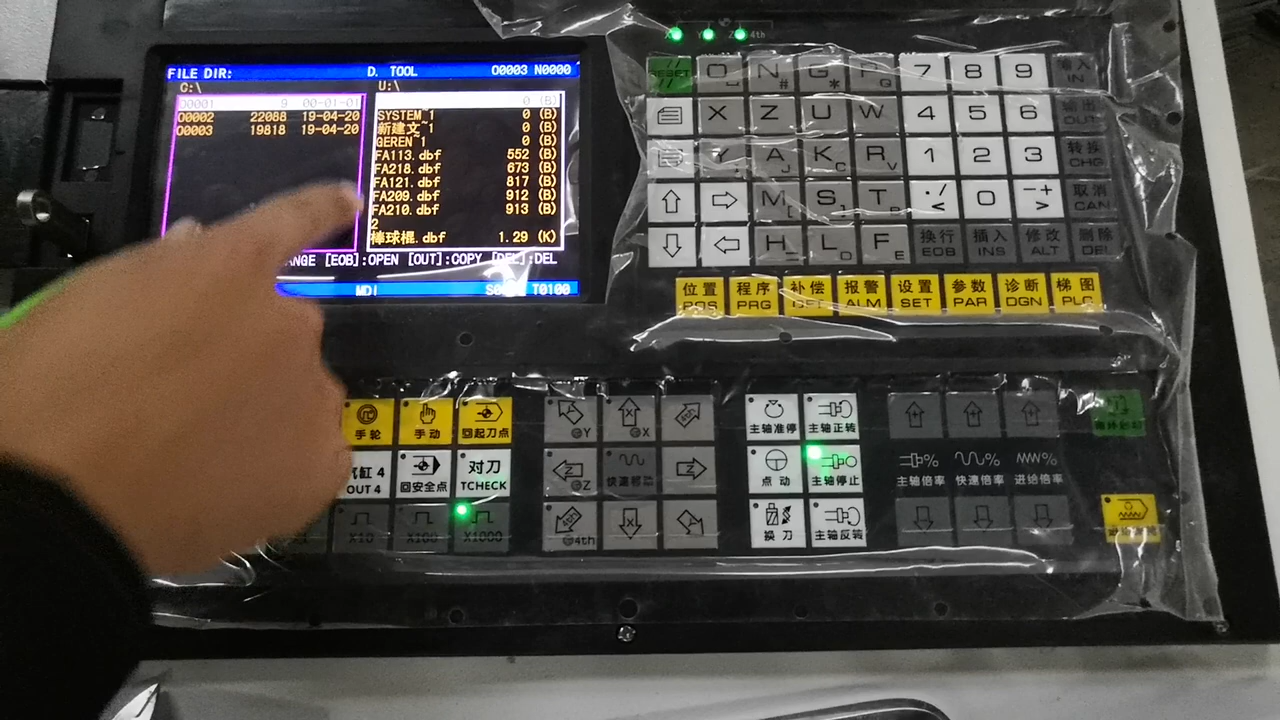 FILE DIR: D. TOOL O0003 N0000
C:\ U:\
O0001 9 00-01-01
0 (B)
O0002 22088 19-04-20
SYSTEM~1 0 (B)
O0003 19818 19-04-20
新建文~1 0 (B)
GEREN~1 0 (B)
FA113.dbf 552 (B)
FA218.dbf 673 (B)
FA121.dbf 817 (B)
FA209.dbf 912 (B)
FA210.dbf 913 (B)
2
棒球棍.dbf 1.29 (K)
[EOB]:OPEN [OUT]:COPY [DEL]:DEL
MDI T0100
4th
RESET O N # G * P Q 7 8 9 输入 IN
X Z U W 4 5 6 输出 OUT
Y A J K C R V 1 2 3 转换 CHG
M [ S ] T ./ < 0 -+ > 取消 CAN
H L D F E 换行 EOB 插入 INS 修改 ALT 删除 DEL
位置 POS 程序 PRG 补偿 报警 ALM 设置 SET 参数 PAR 诊断 DGN 梯图 PLC
手轮 手动 回起刀点 @Y X @X 4th 主轴准停 主轴正转
缸 4 OUT 4 回安全点 对刀 TCHECK Z @Z 快速移动 Z 点动 主轴停止 % 主轴倍率 % 快速倍率 % 进给倍率
X10 X100 X1000 4th @4th X 换刀 主轴反转